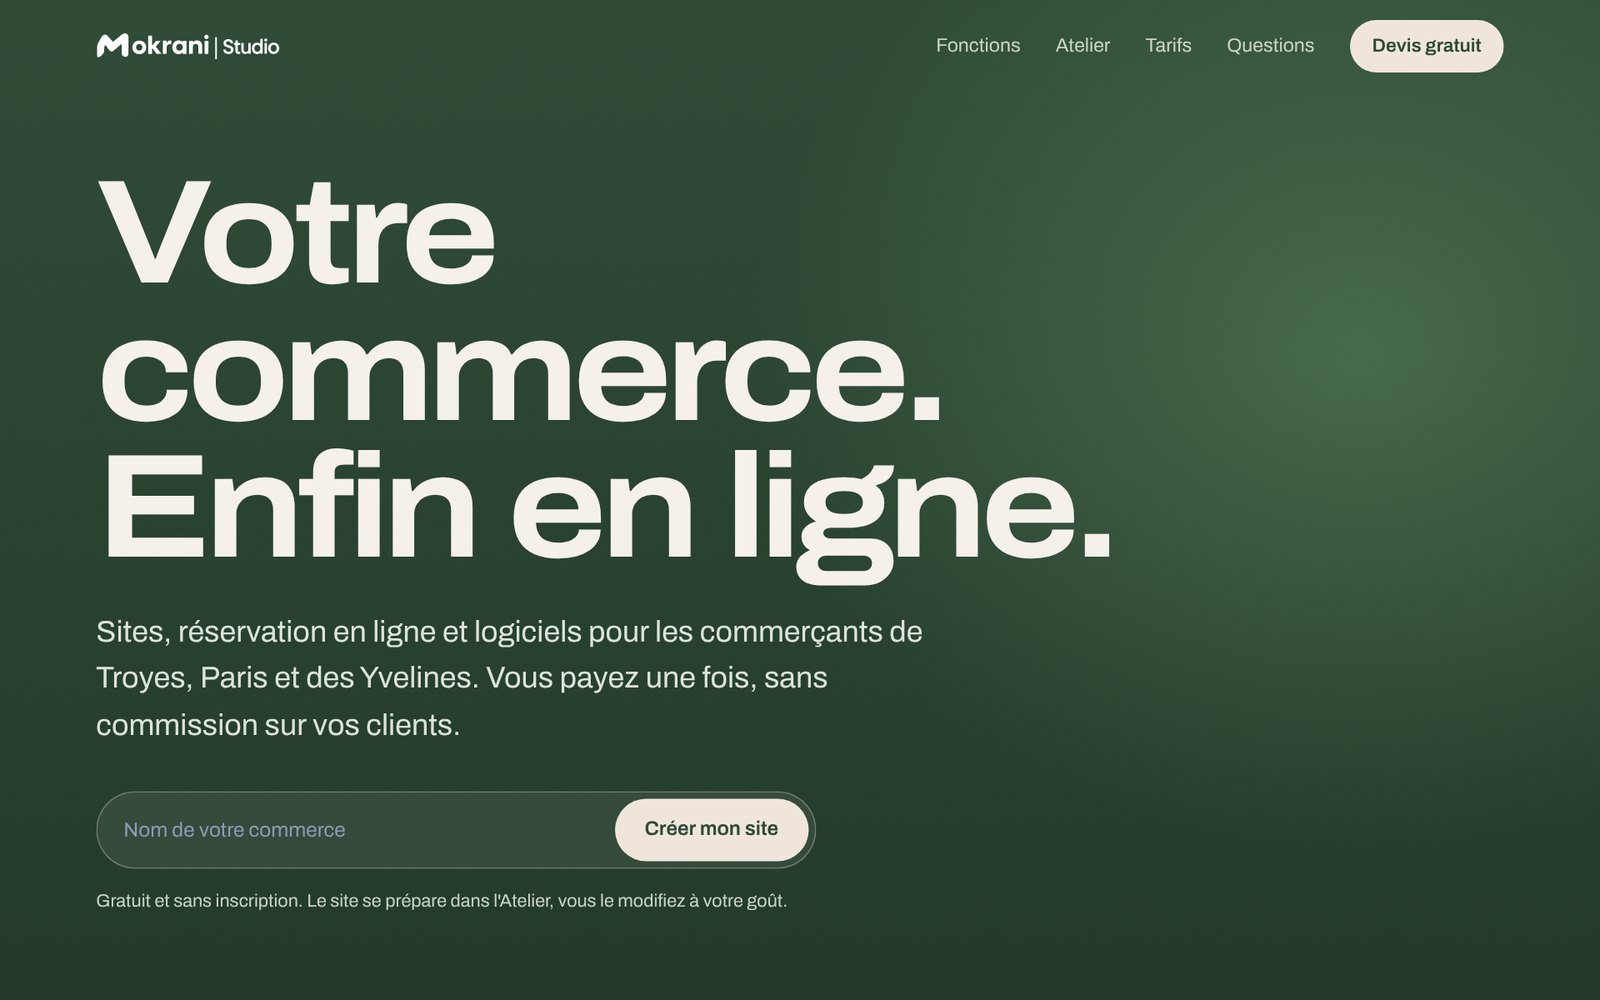 Mokrani | Studio
Fonctions
Atelier
Tarifs
Questions
Devis gratuit
Votre
commerce.
Enfin en ligne.
Sites, réservation en ligne et logiciels pour les commerçants de
Troyes, Paris et des Yvelines. Vous payez une fois, sans
commission sur vos clients.
Nom de votre commerce
Créer mon site
Gratuit et sans inscription. Le site se prépare dans l'Atelier, vous le modifiez à votre goût.